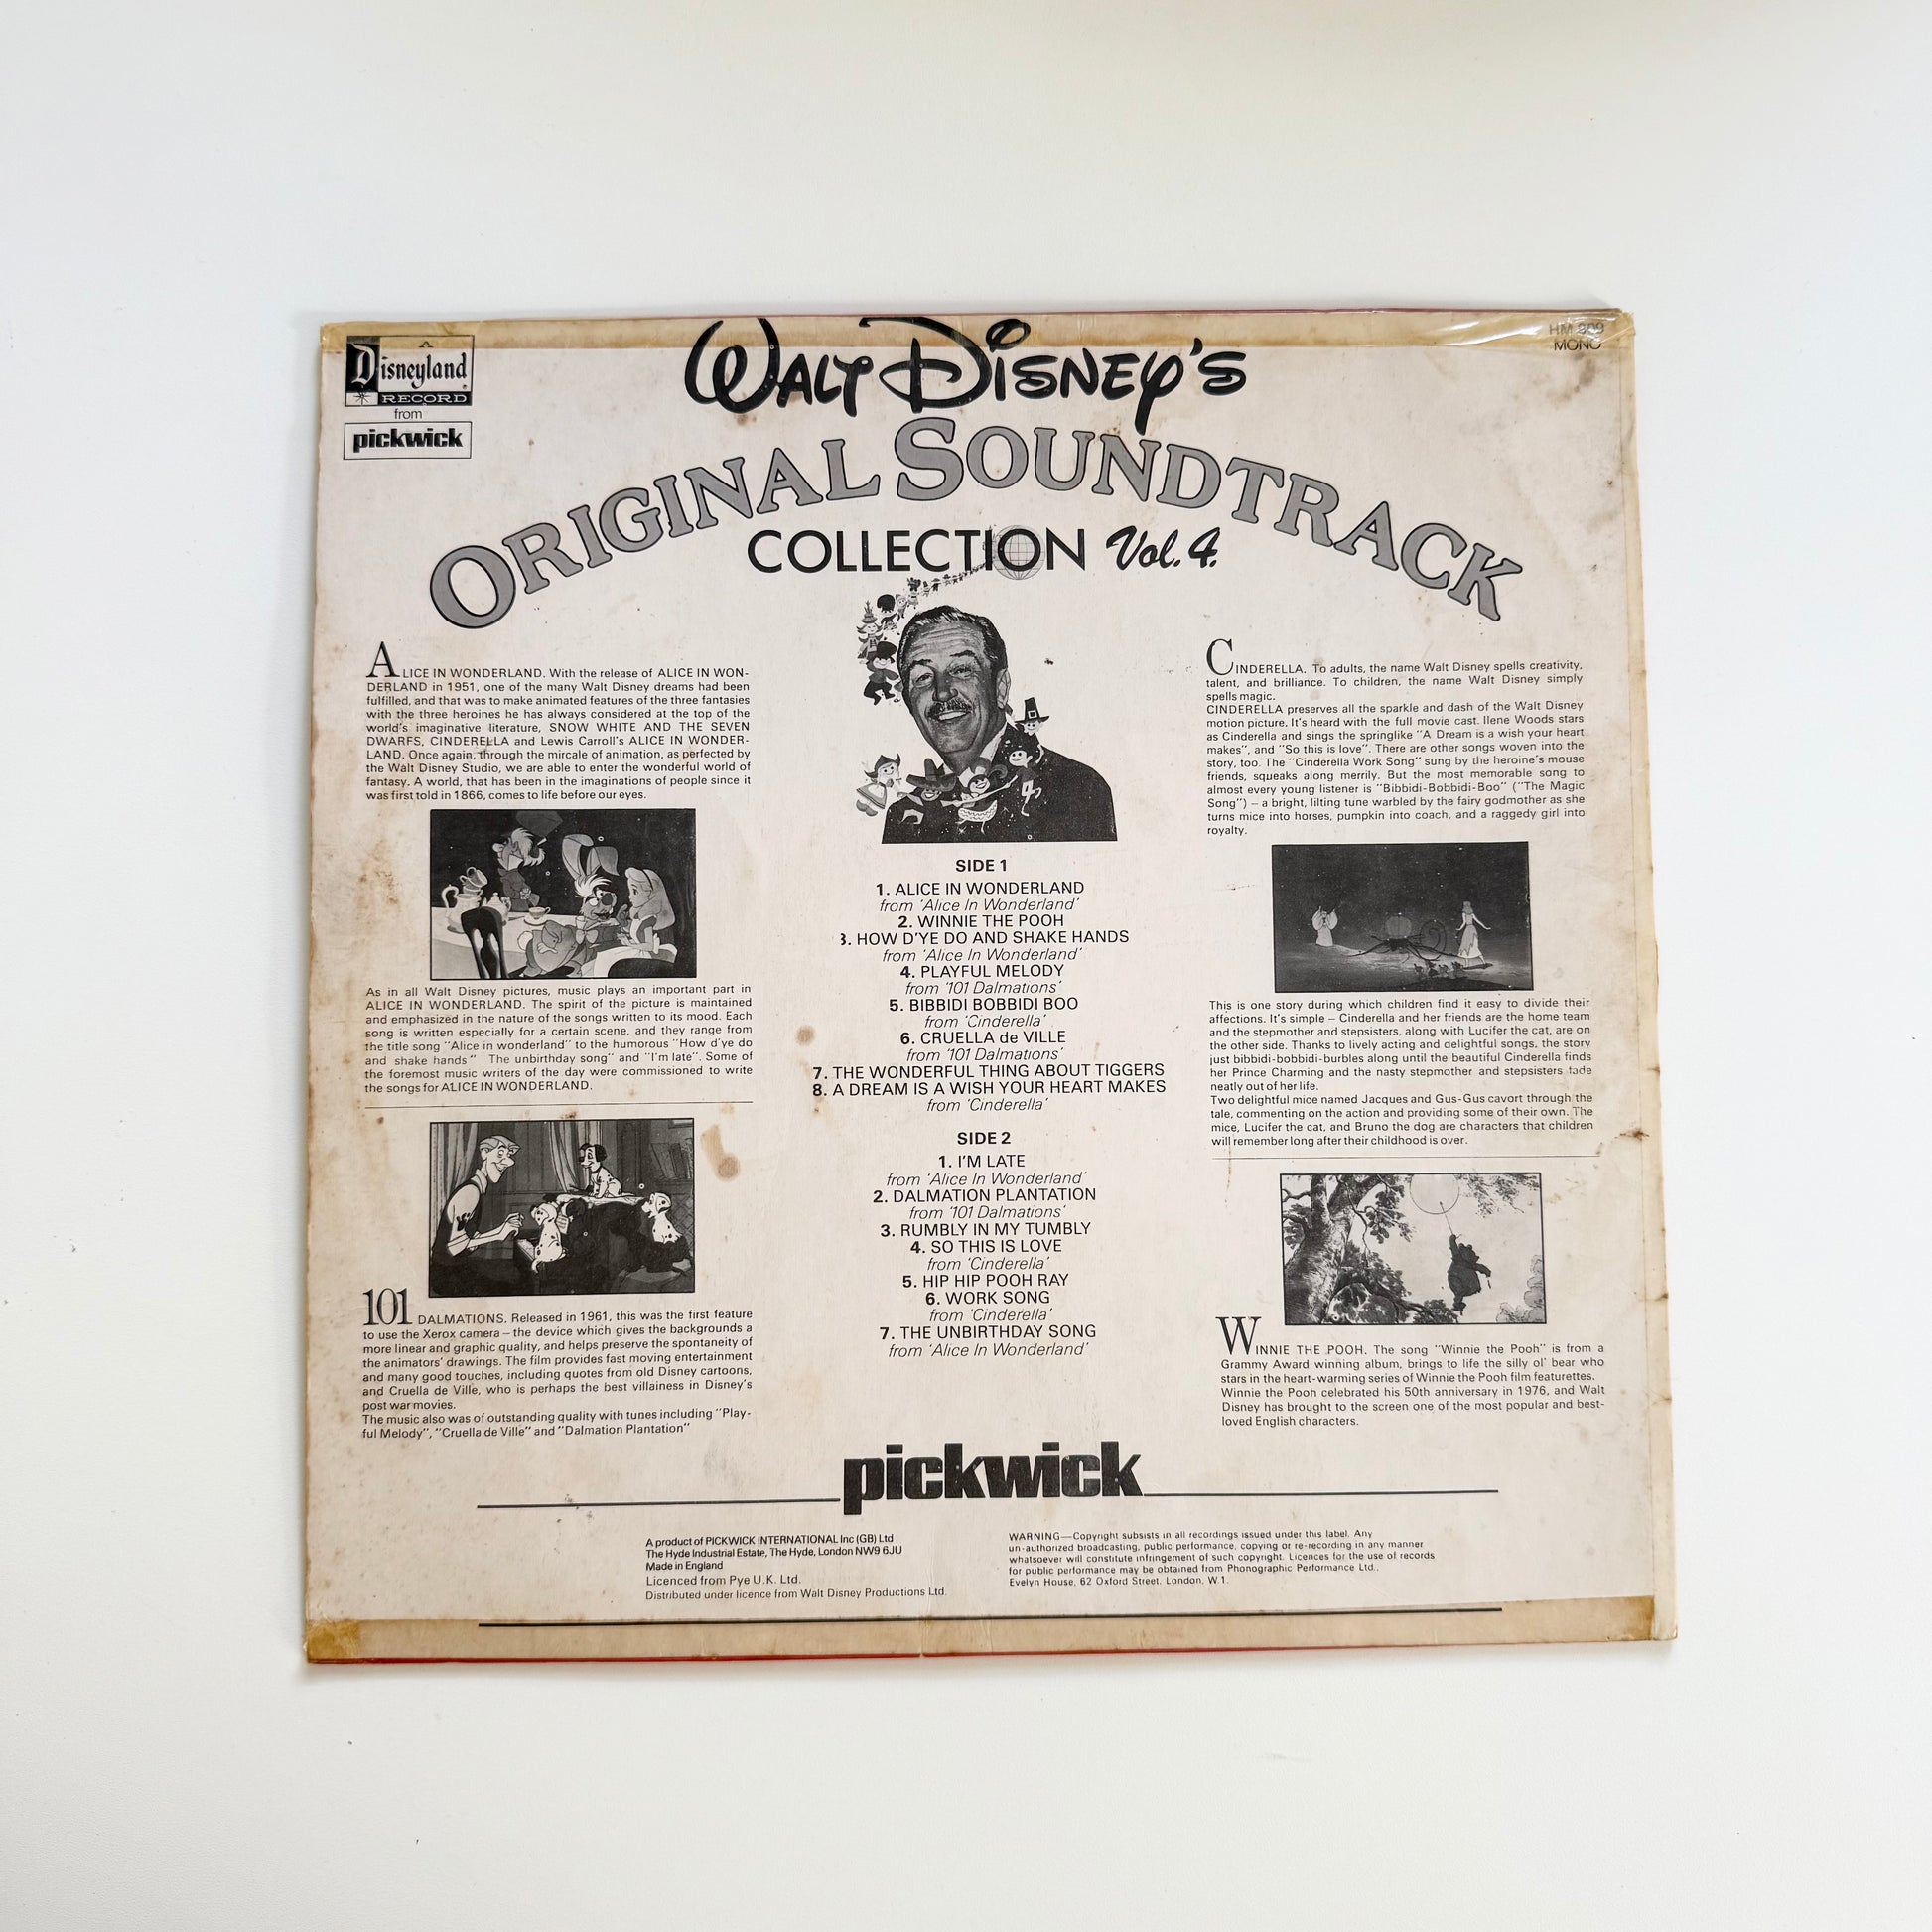 A
Disneyland
RECORD
from
pickwick
HM
MONO
WALT DISNEY'S
ORIGINAL SOUNDTRACK
COLLECTION Vol. 4.
ALICE IN WONDERLAND. With the release of ALICE IN WON-
DERLAND in 1951, one of the many Walt Disney dreams had been
fulfilled, and that was to make animated features of the three fantasies
with the three heroines he has always considered at the top of the
world's imaginative literature, SNOW WHITE AND THE SEVEN
DWARFS, CINDERELLA and Lewis Carroll's ALICE IN WONDER-
LAND. Once again, through the mircale of animation, as perfected by
the Walt Disney Studio, we are able to enter the wonderful world of
fantasy. A world, that has been in the imaginations of people since it
was first told in 1866, comes to life before our eyes.
As in all Walt Disney pictures, music plays an important part in
ALICE IN WONDERLAND. The spirit of the picture is maintained
and emphasized in the nature of the songs written to its mood. Each
song is written especially for a certain scene, and they range from
the title song "Alice in wonderland" to the humorous "How d'ye do
and shake hands" The unbirthday song" and "I'm late". Some of
the foremost music writers of the day were commissioned to write
the songs for ALICE IN WONDERLAND.
101 DALMATIONS. Released in 1961, this was the first feature
to use the Xerox camera – the device which gives the backgrounds a
more linear and graphic quality, and helps preserve the spontaneity of
the animators' drawings. The film provides fast moving entertainment
and many good touches, including quotes from old Disney cartoons,
and Cruella de Ville, who is perhaps the best villainess in Disney's
post war movies.
The music also was of outstanding quality with tunes including "Play-
ful Melody", "Cruella de Ville" and "Dalmation Plantation"
SIDE 1
1. ALICE IN WONDERLAND
from 'Alice In Wonderland'
2. WINNIE THE POOH
3. HOW D'YE DO AND SHAKE HANDS
from 'Alice In Wonderland'
4. PLAYFUL MELODY
from '101 Dalmations'
5. BIBBIDI BOBBIDI BOO
from 'Cinderella'
6. CRUELLA de VILLE
from '101 Dalmations'
7. THE WONDERFUL THING ABOUT TIGGERS
8. A DREAM IS A WISH YOUR HEART MAKES
from 'Cinderella'
SIDE 2
1. I'M LATE
from 'Alice In Wonderland'
2. DALMATION PLANTATION
from '101 Dalmations'
3. RUMBLY IN MY TUMBLY
4. SO THIS IS LOVE
from 'Cinderella'
5. HIP HIP POOH RAY
6. WORK SONG
from 'Cinderella'
7. THE UNBIRTHDAY SONG
from 'Alice In Wonderland'
CINDERELLA. To adults, the name Walt Disney spells creativity,
talent, and brilliance. To children, the name Walt Disney simply
spells magic.
CINDERELLA preserves all the sparkle and dash of the Walt Disney
motion picture. It's heard with the full movie cast. Ilene Woods stars
as Cinderella and sings the springlike "A Dream is a wish your heart
makes", and "So this is love". There are other songs woven into the
story, too. The "Cinderella Work Song" sung by the heroine's mouse
friends, squeaks along merrily. But the most memorable song to
almost every young listener is "Bibbidi-Bobbidi-Boo" ("The Magic
Song") – a bright, lilting tune warbled by the fairy godmother as she
turns mice into horses, pumpkin into coach, and a raggedy girl into
royalty.
This is one story during which children find it easy to divide their
affections. It's simple – Cinderella and her friends are the home team
and the stepmother and stepsisters, along with Lucifer the cat, are on
the other side. Thanks to lively acting and delightful songs, the story
just bibbidi-bobbidi-burbles along until the beautiful Cinderella finds
her Prince Charming and the nasty stepmother and stepsisters fade
neatly out of her life.
Two delightful mice named Jacques and Gus-Gus cavort through the
tale, commenting on the action and providing some of their own. The
mice, Lucifer the cat, and Bruno the dog are characters that children
will remember long after their childhood is over.
WINNIE THE POOH. The song "Winnie the Pooh" is from a
Grammy Award winning album, brings to life the silly ol' bear who
stars in the heart-warming series of Winnie the Pooh film featurettes.
Winnie the Pooh celebrated his 50th anniversary in 1976, and Walt
Disney has brought to the screen one of the most popular and best-
loved English characters.
pickwick
A product of PICKWICK INTERNATIONAL Inc (GB) Ltd
The Hyde Industrial Estate, The Hyde, London NW9 6JU
Made in England
Licenced from Pye U.K. Ltd.
Distributed under licence from Walt Disney Productions Ltd.
WARNING—Copyright subsists in all recordings issued under this label. Any
un-authorized broadcasting, public performance, copying or re-recording in any manner
whatsoever will constitute infringement of such copyright. Licences for the use of records
for public performance may be obtained from Phonographic Performance Ltd.,
Evelyn House, 62 Oxford Street, London, W.1.